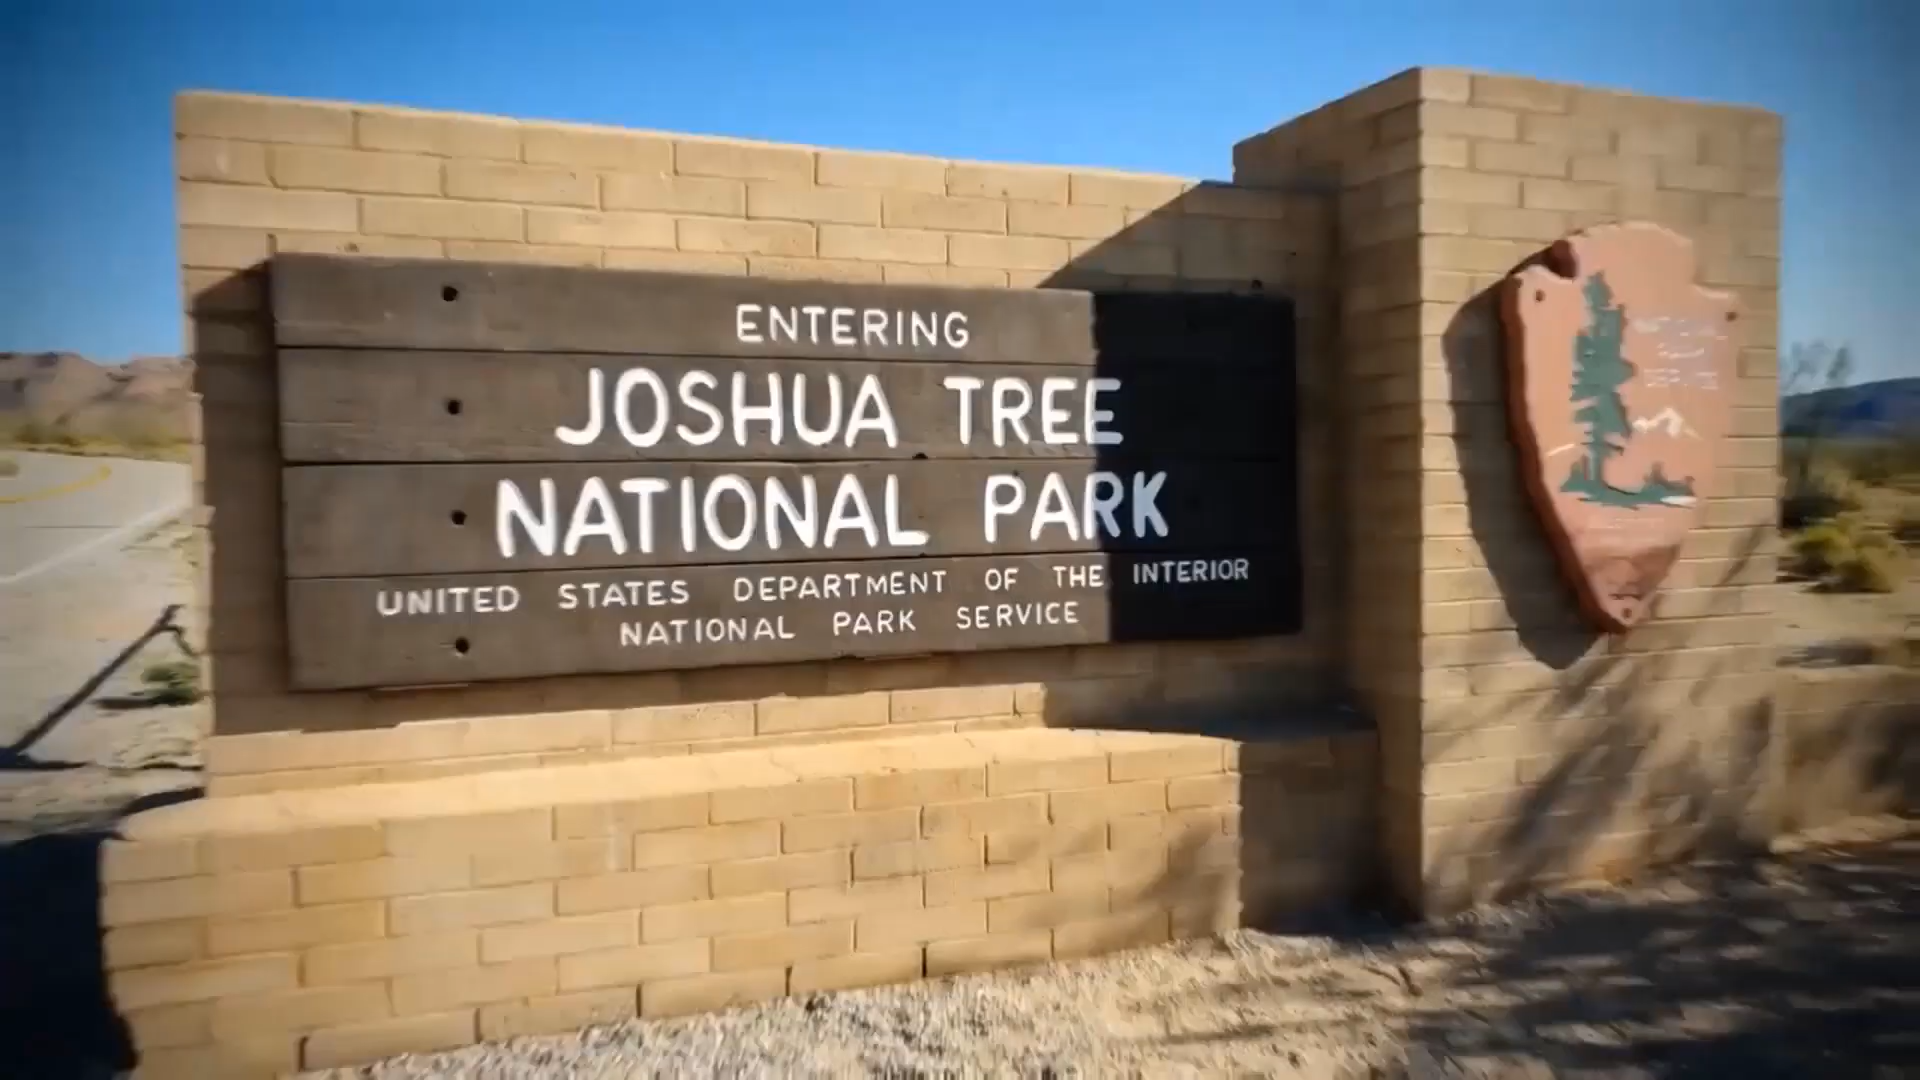 ENTERING
JOSHUA TREE
NATIONAL PARK
UNITED STATES DEPARTMENT OF THE INTERIOR
NATIONAL PARK SERVICE